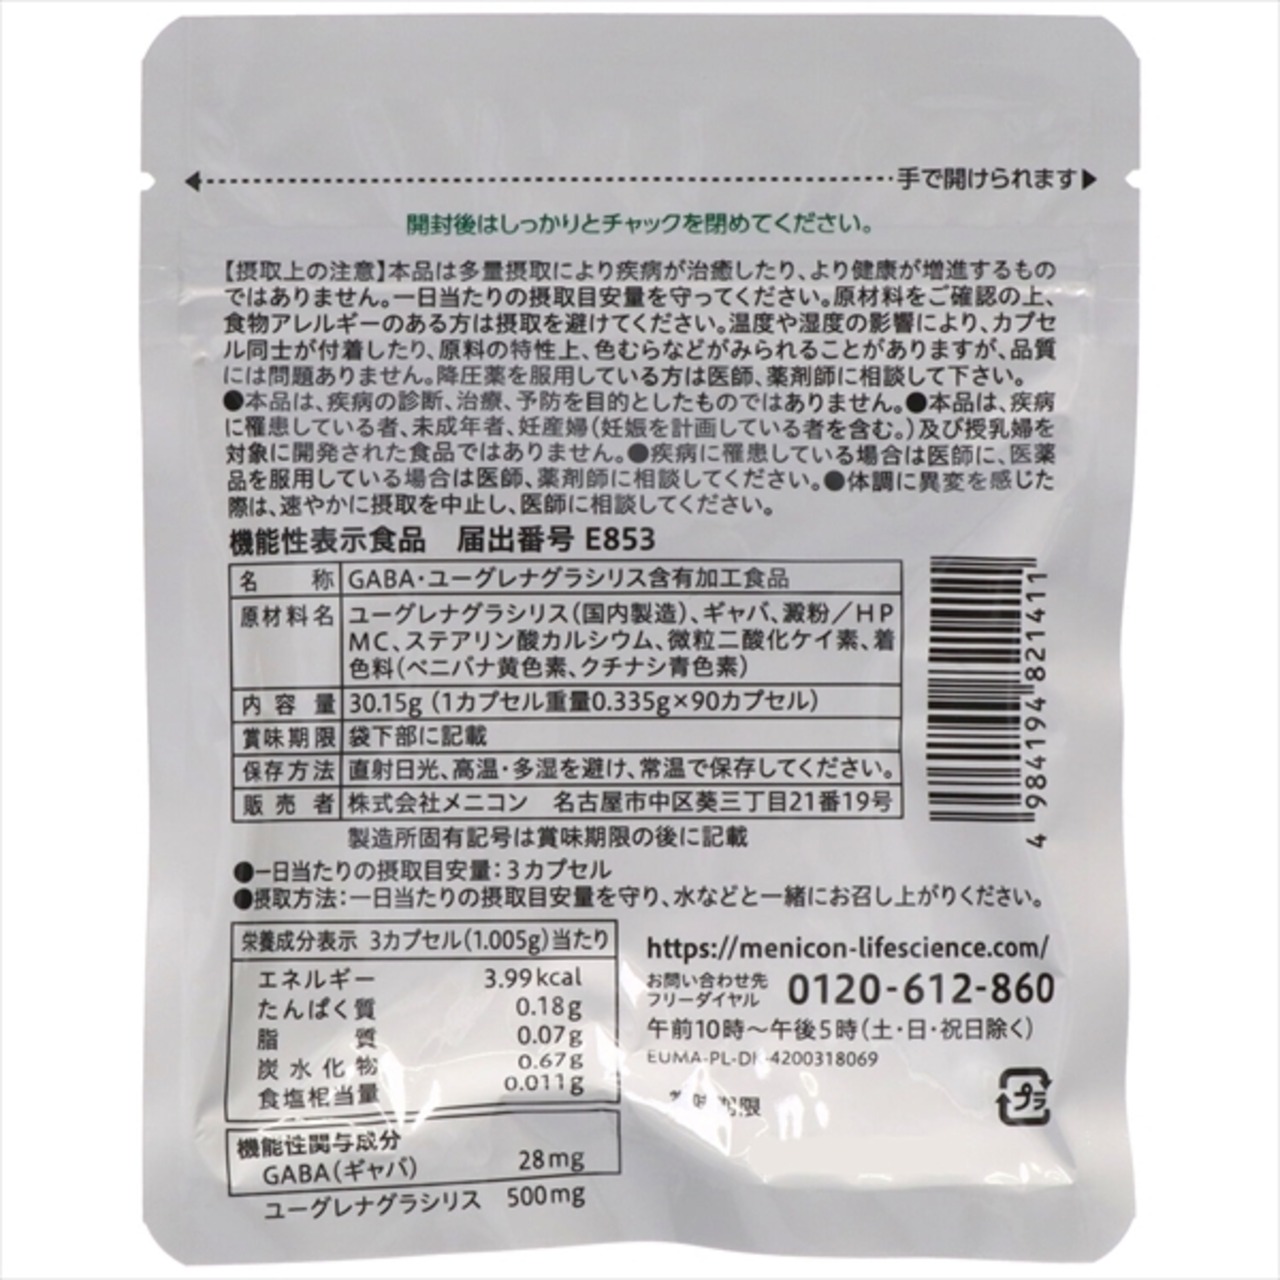 手で開けられます
開封後はしっかりとチャックを閉めてください。
【摂取上の注意】本品は多量摂取により疾病が治癒したり、より健康が増進するもの
ではありません。一日当たりの摂取目安量を守ってください。原材料をご確認の上、
食物アレルギーのある方は摂取を避けてください。温度や湿度の影響により、カプセ
ル同士が付着したり、原料の特性上、色むらなどがみられることがありますが、品質
には問題ありません。降圧薬を服用している方は医師、薬剤師に相談して下さい。
●本品は、疾病の診断、治療、予防を目的としたものではありません。●本品は、疾病
に罹患している者、未成年者、妊産婦(妊娠を計画している者を含む。)及び授乳婦を
対象に開発された食品ではありません。●疾病に罹患している場合は医師に、医薬
品を服用している場合は医師、薬剤師に相談してください。●体調に異変を感じた
際は、速やかに摂取を中止し、医師に相談してください。
機能性表示食品 届出番号 E853
名称 GABA・ユーグレナグラシリス含有加工食品
原材料名 ユーグレナグラシリス(国内製造)、ギャバ、澱粉/HP
MC、ステアリン酸カルシウム、微粒二酸化ケイ素、着
色料(ベニバナ黄色素、クチナシ青色素)
内容量 30.15g (1カプセル重量0.335g×90カプセル)
賞味期限 袋下部に記載
保存方法 直射日光、高温・多湿を避け、常温で保存してください。
販売者 株式会社メニコン 名古屋市中区葵三丁目21番19号
製造所固有記号は賞味期限の後に記載
4984194821411
●一日当たりの摂取目安量:3カプセル
●摂取方法:一日当たりの摂取目安量を守り、水などと一緒にお召し上がりください。
栄養成分表示 3カプセル(1.005g)当たり
エネルギー 3.99kcal
たんぱく質 0.18g
脂質 0.07g
炭水化物 0.67g
食塩相当量 0.011g
機能性関与成分
GABA(ギャバ) 28mg
ユーグレナグラシリス 500mg
https://menicon-lifescience.com/
お問い合わせ先
フリーダイヤル 0120-612-860
午前10時～午後5時(土・日・祝日除く)
EUMA-PL-DI-4200318069
賞味期限
プラ